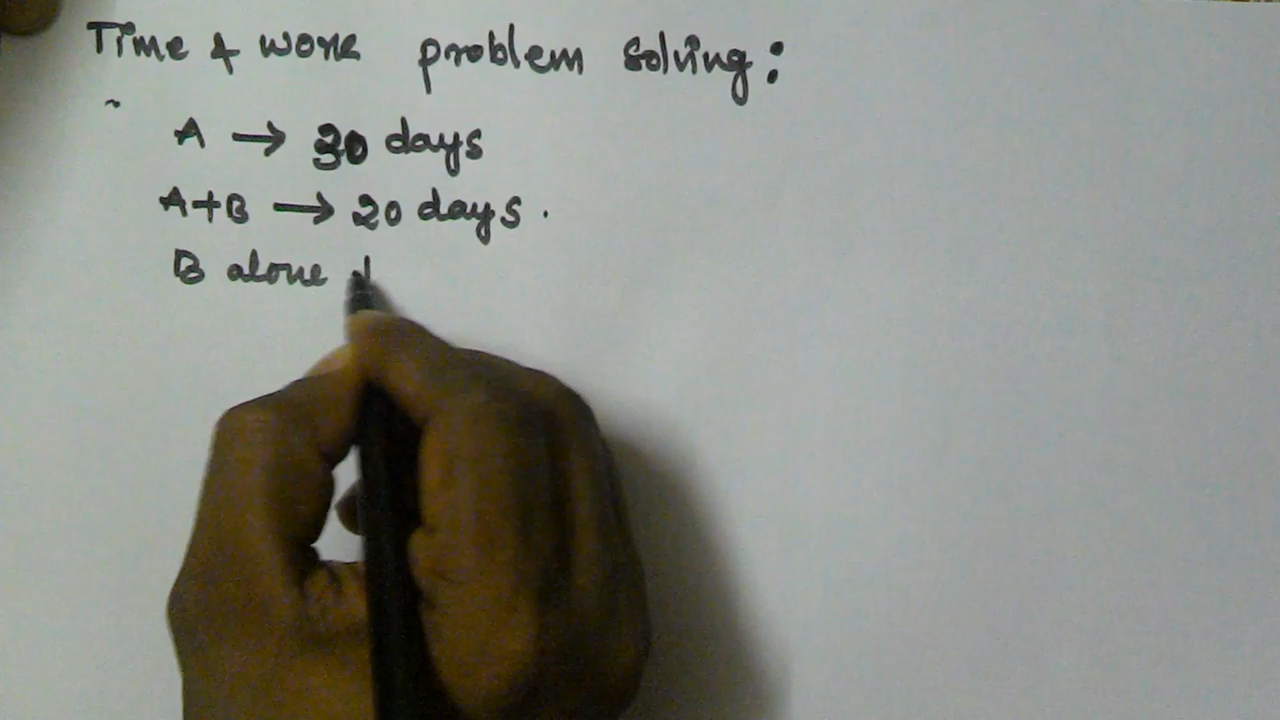 Time & work problem solving:
A → 30 days
A+B → 20 days.
B alone